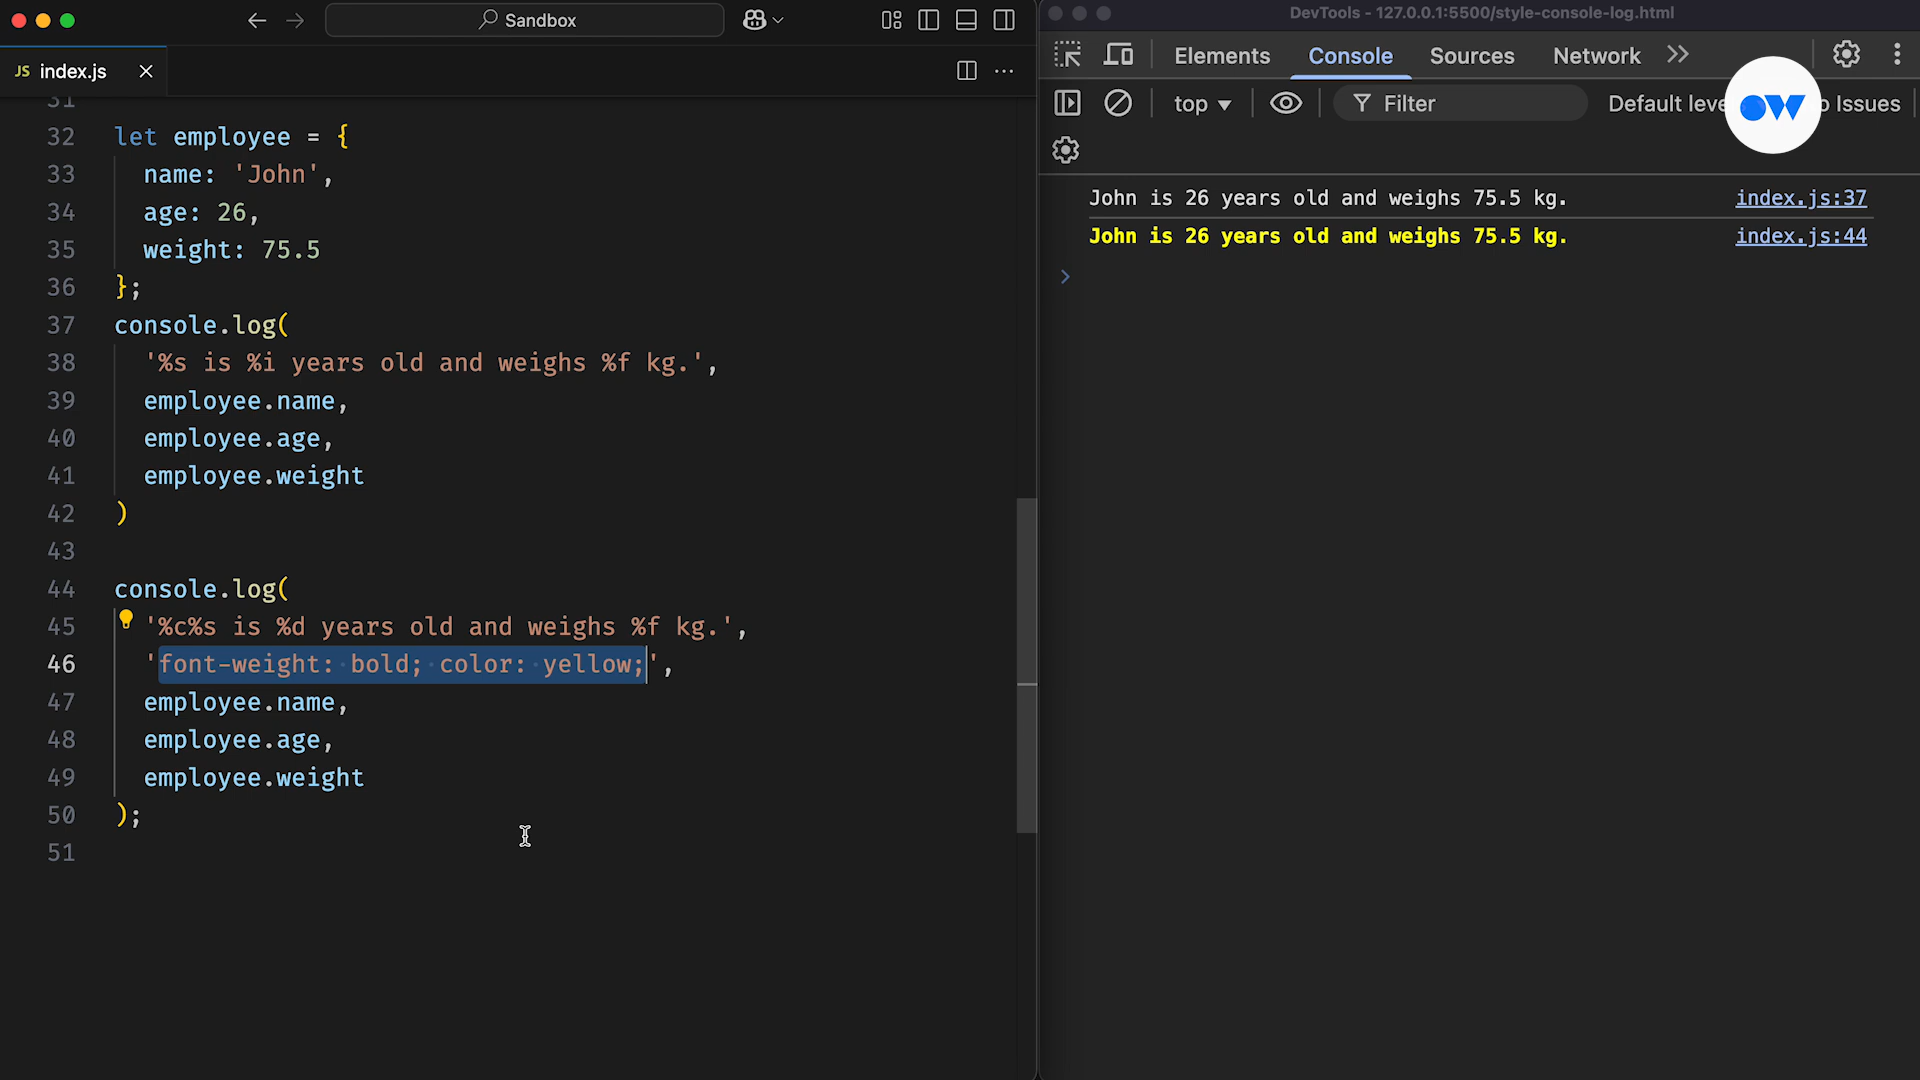 Sandbox
JS index.js
31
32 let employee = {
33 name: 'John',
34 age: 26,
35 weight: 75.5
36 };
37 console.log(
38 '%s is %i years old and weighs %f kg.',
39 employee.name,
40 employee.age,
41 employee.weight
42 )
43
44 console.log(
45 '%c%s is %d years old and weighs %f kg.',
46 'font-weight: bold; color: yellow;',
47 employee.name,
48 employee.age,
49 employee.weight
50 );
51
DevTools - 127.0.0.1:5500/style-console-log.html
Elements Console Sources Network
top Filter Default leve Issues
OW
John is 26 years old and weighs 75.5 kg. index.js:37
John is 26 years old and weighs 75.5 kg. index.js:44